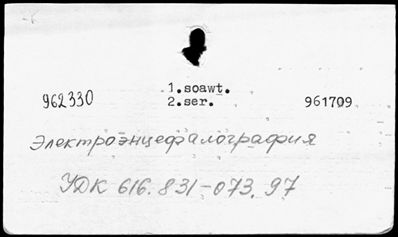 1.soawt.
962330 2.ser. 961709
Электроэнцефалография
УДК 616.831-073.97